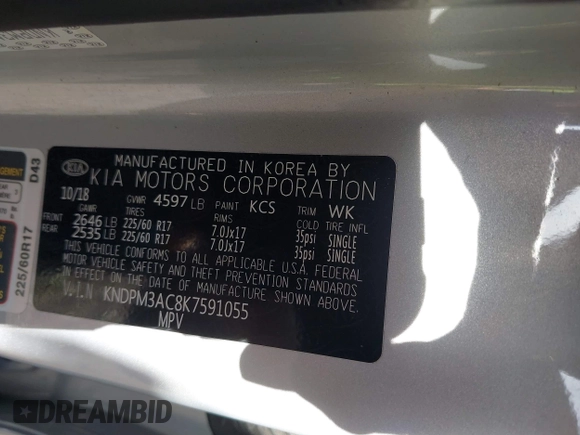 MANUFACTURED IN KOREA BY
KIA KIA MOTORS CORPORATION
10/18 GVWR 4597 LB PAINT KCS TRIM WK
GAWR TIRES RIMS COLD TIRE INFL
FRONT 2646 LB 225/60 R17 7.0Jx17 35psi SINGLE
REAR 2535 LB 225/60 R17 7.0Jx17 35psi SINGLE
THIS VEHICLE CONFORMS TO ALL APPLICABLE U.S.A. FEDERAL
MOTOR VEHICLE SAFETY AND THEFT PREVENTION STANDARDS
IN EFFECT ON THE DATE OF MANUFACTURE SHOWN ABOVE.
V.I.N KNDPM3AC8K7591055
MPV
D43
225/60R17
DREAMBID